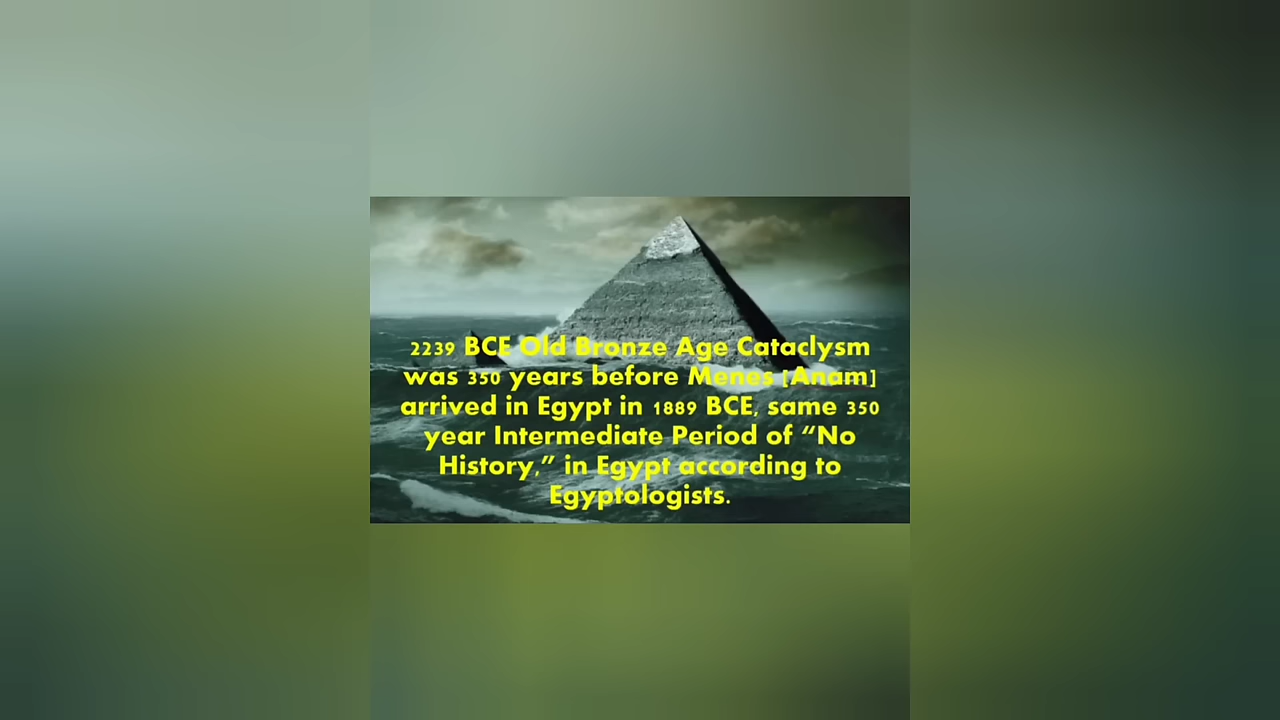 2239 BCE Old Bronze Age Cataclysm
was 350 years before Menes [Anam]
arrived in Egypt in 1889 BCE, same 350
year Intermediate Period of “No
History,” in Egypt according to
Egyptologists.